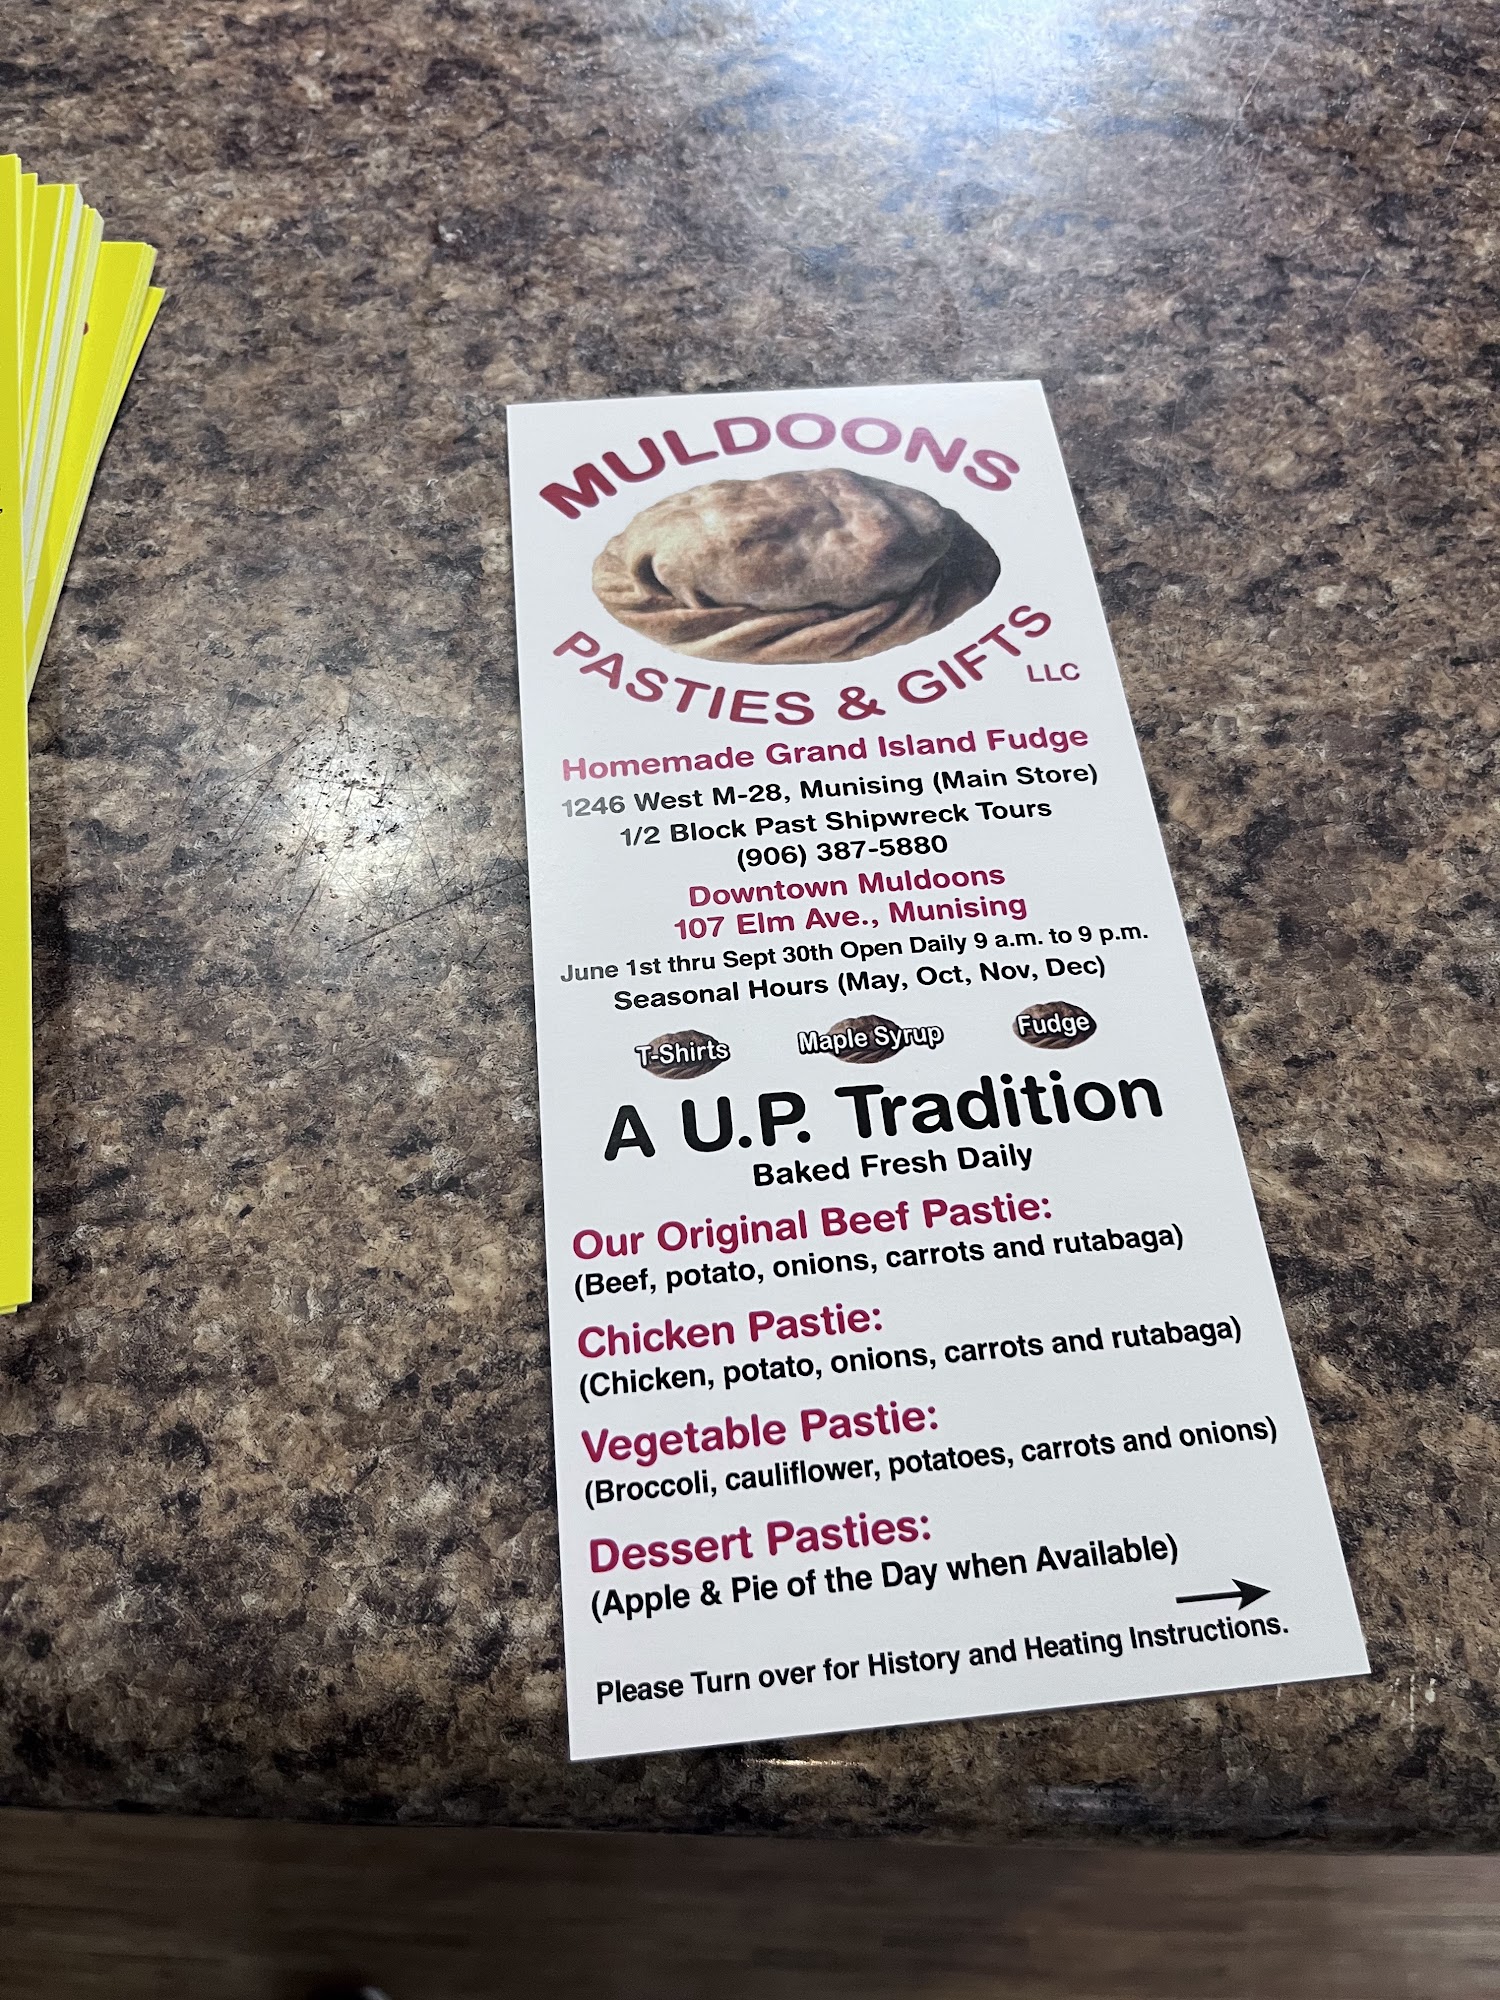 MULDOONS
PASTIES & GIFTS
LLC
Homemade Grand Island Fudge
1246 West M-28, Munising (Main Store)
1/2 Block Past Shipwreck Tours
(906) 387-5880
Downtown Muldoons
107 Elm Ave., Munising
June 1st thru Sept 30th Open Daily 9 a.m. to 9 p.m.
Seasonal Hours (May, Oct, Nov, Dec)
T-Shirts Maple Syrup Fudge
A U.P. Tradition
Baked Fresh Daily
Our Original Beef Pastie:
(Beef, potato, onions, carrots and rutabaga)
Chicken Pastie:
(Chicken, potato, onions, carrots and rutabaga)
Vegetable Pastie:
(Broccoli, cauliflower, potatoes, carrots and onions)
Dessert Pasties:
(Apple & Pie of the Day when Available)
Please Turn over for History and Heating Instructions.